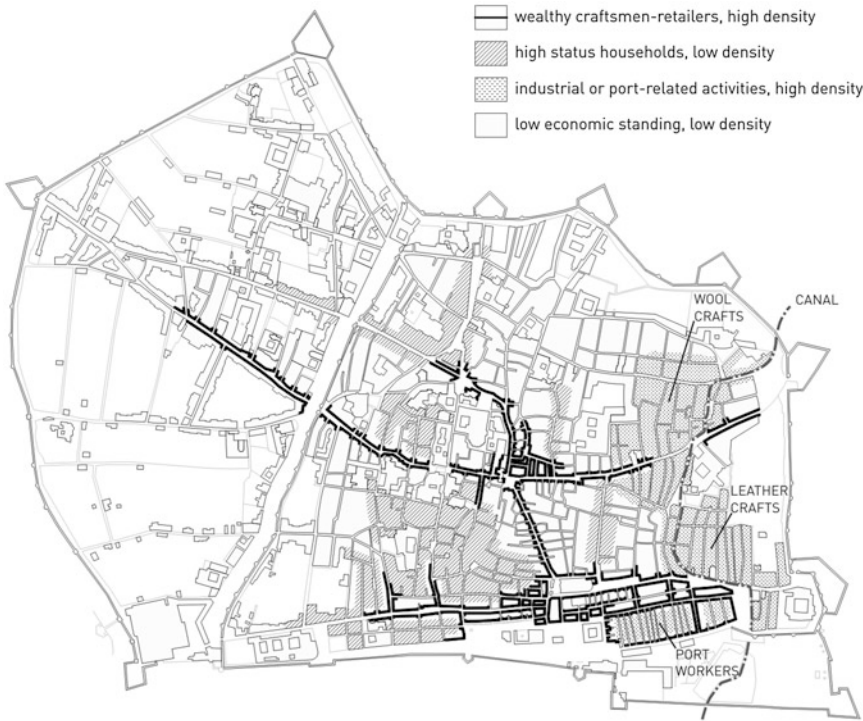 wealthy craftsmen-retailers, high density
high status households, low density
industrial or port-related activities, high density
low economic standing, low density
WOOL
CRAFTS
CANAL
LEATHER
CRAFTS
PORT
WORKERS